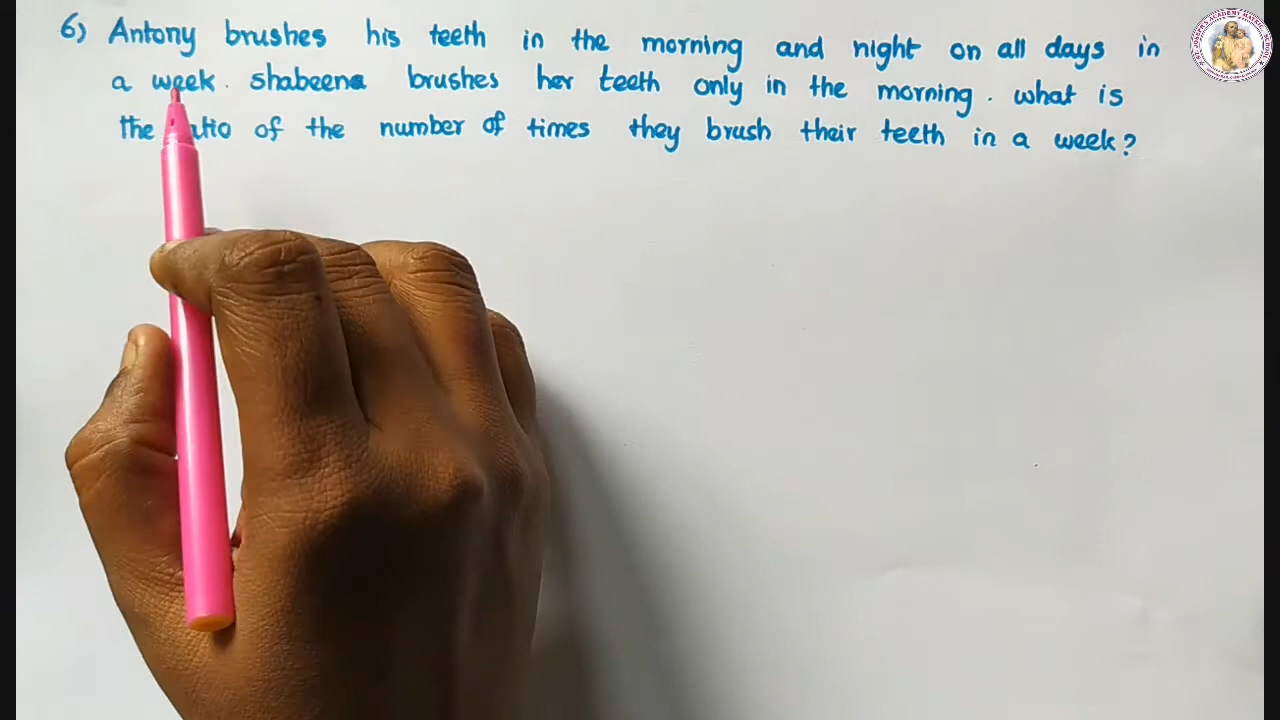 6) Antony brushes his teeth in the morning and night on all days in
a week. shabeena brushes her teeth only in the morning. what is
the of the number of times they brush their teeth in a week?